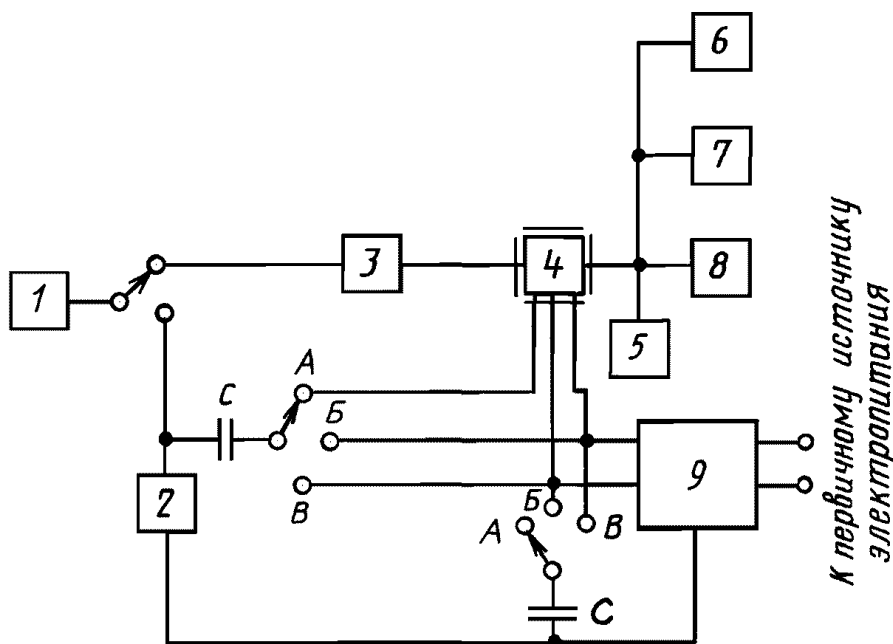 6
7
8
1
3
4
5
С
А
Б
В
2
А
Б
В
С
9
К первичному источнику
электропитания